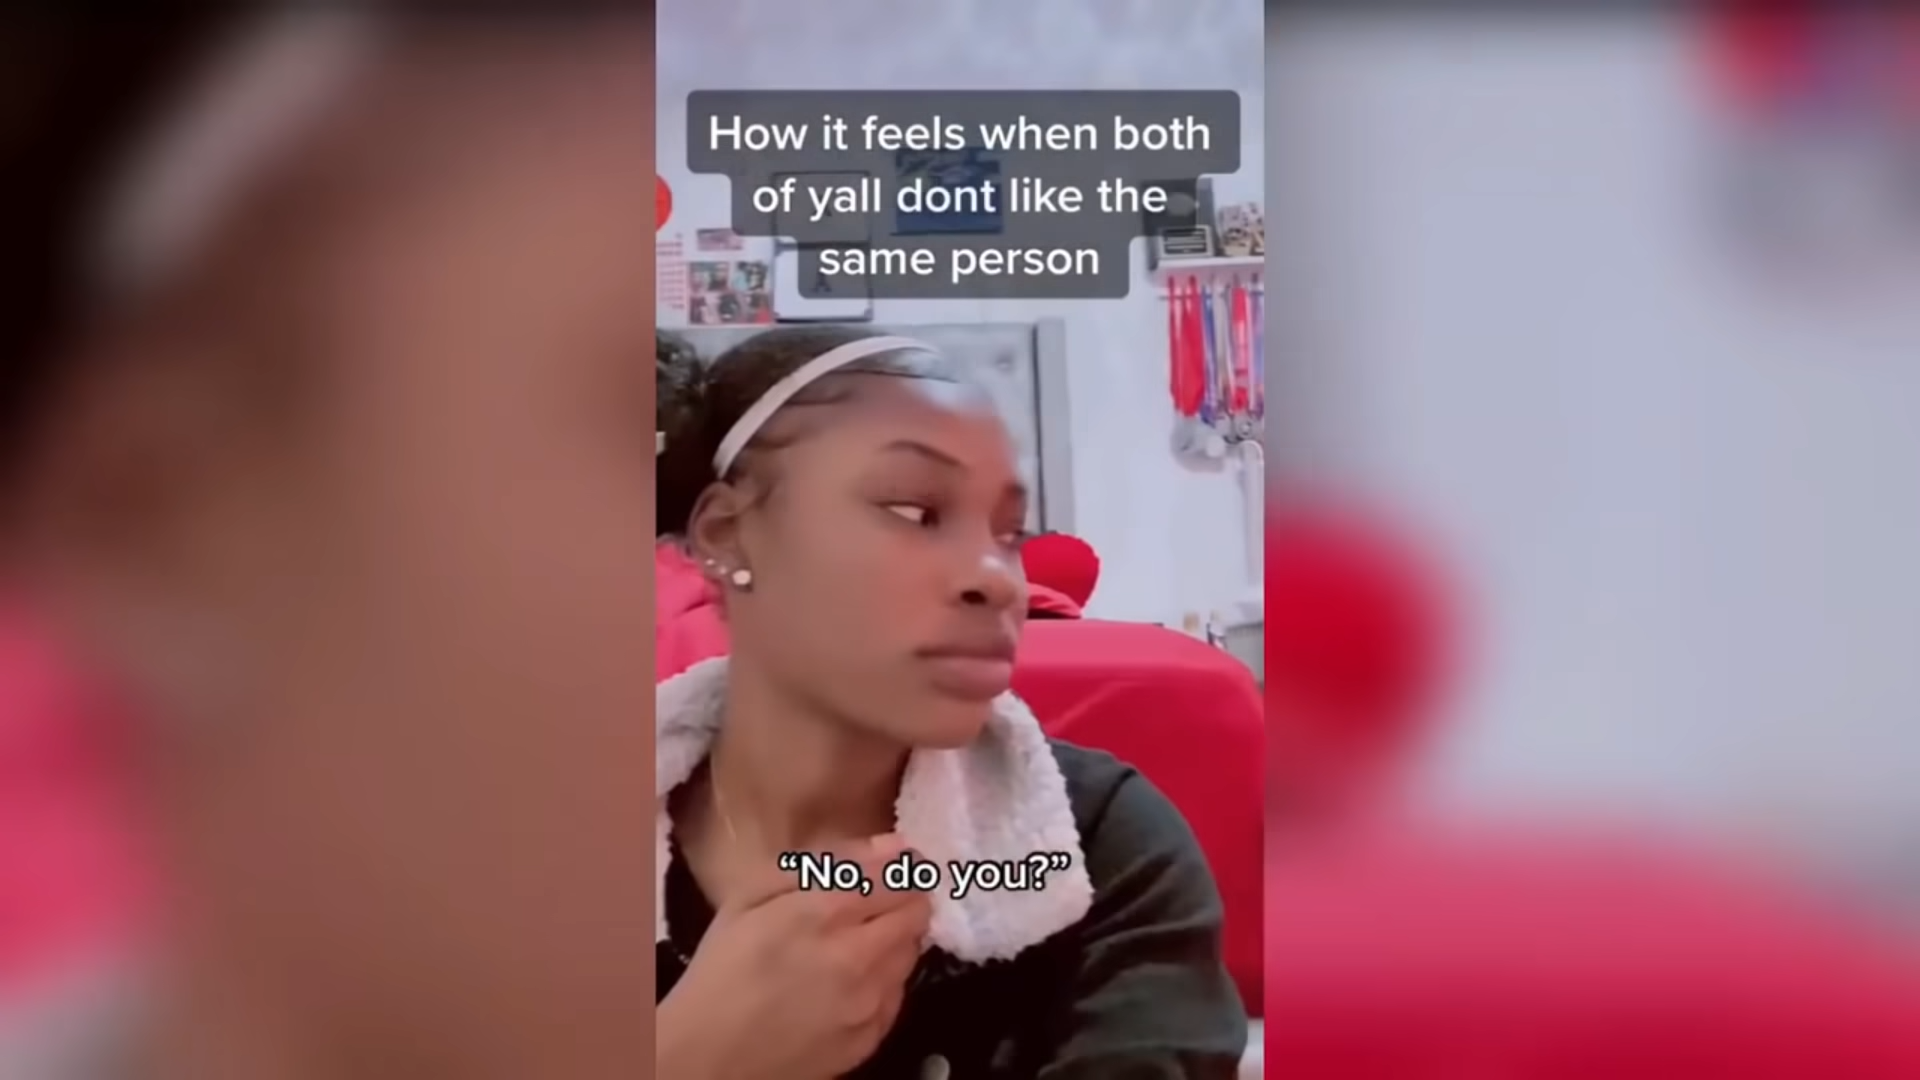 How it feels when both
of yall dont like the
same person
“No, do you?”